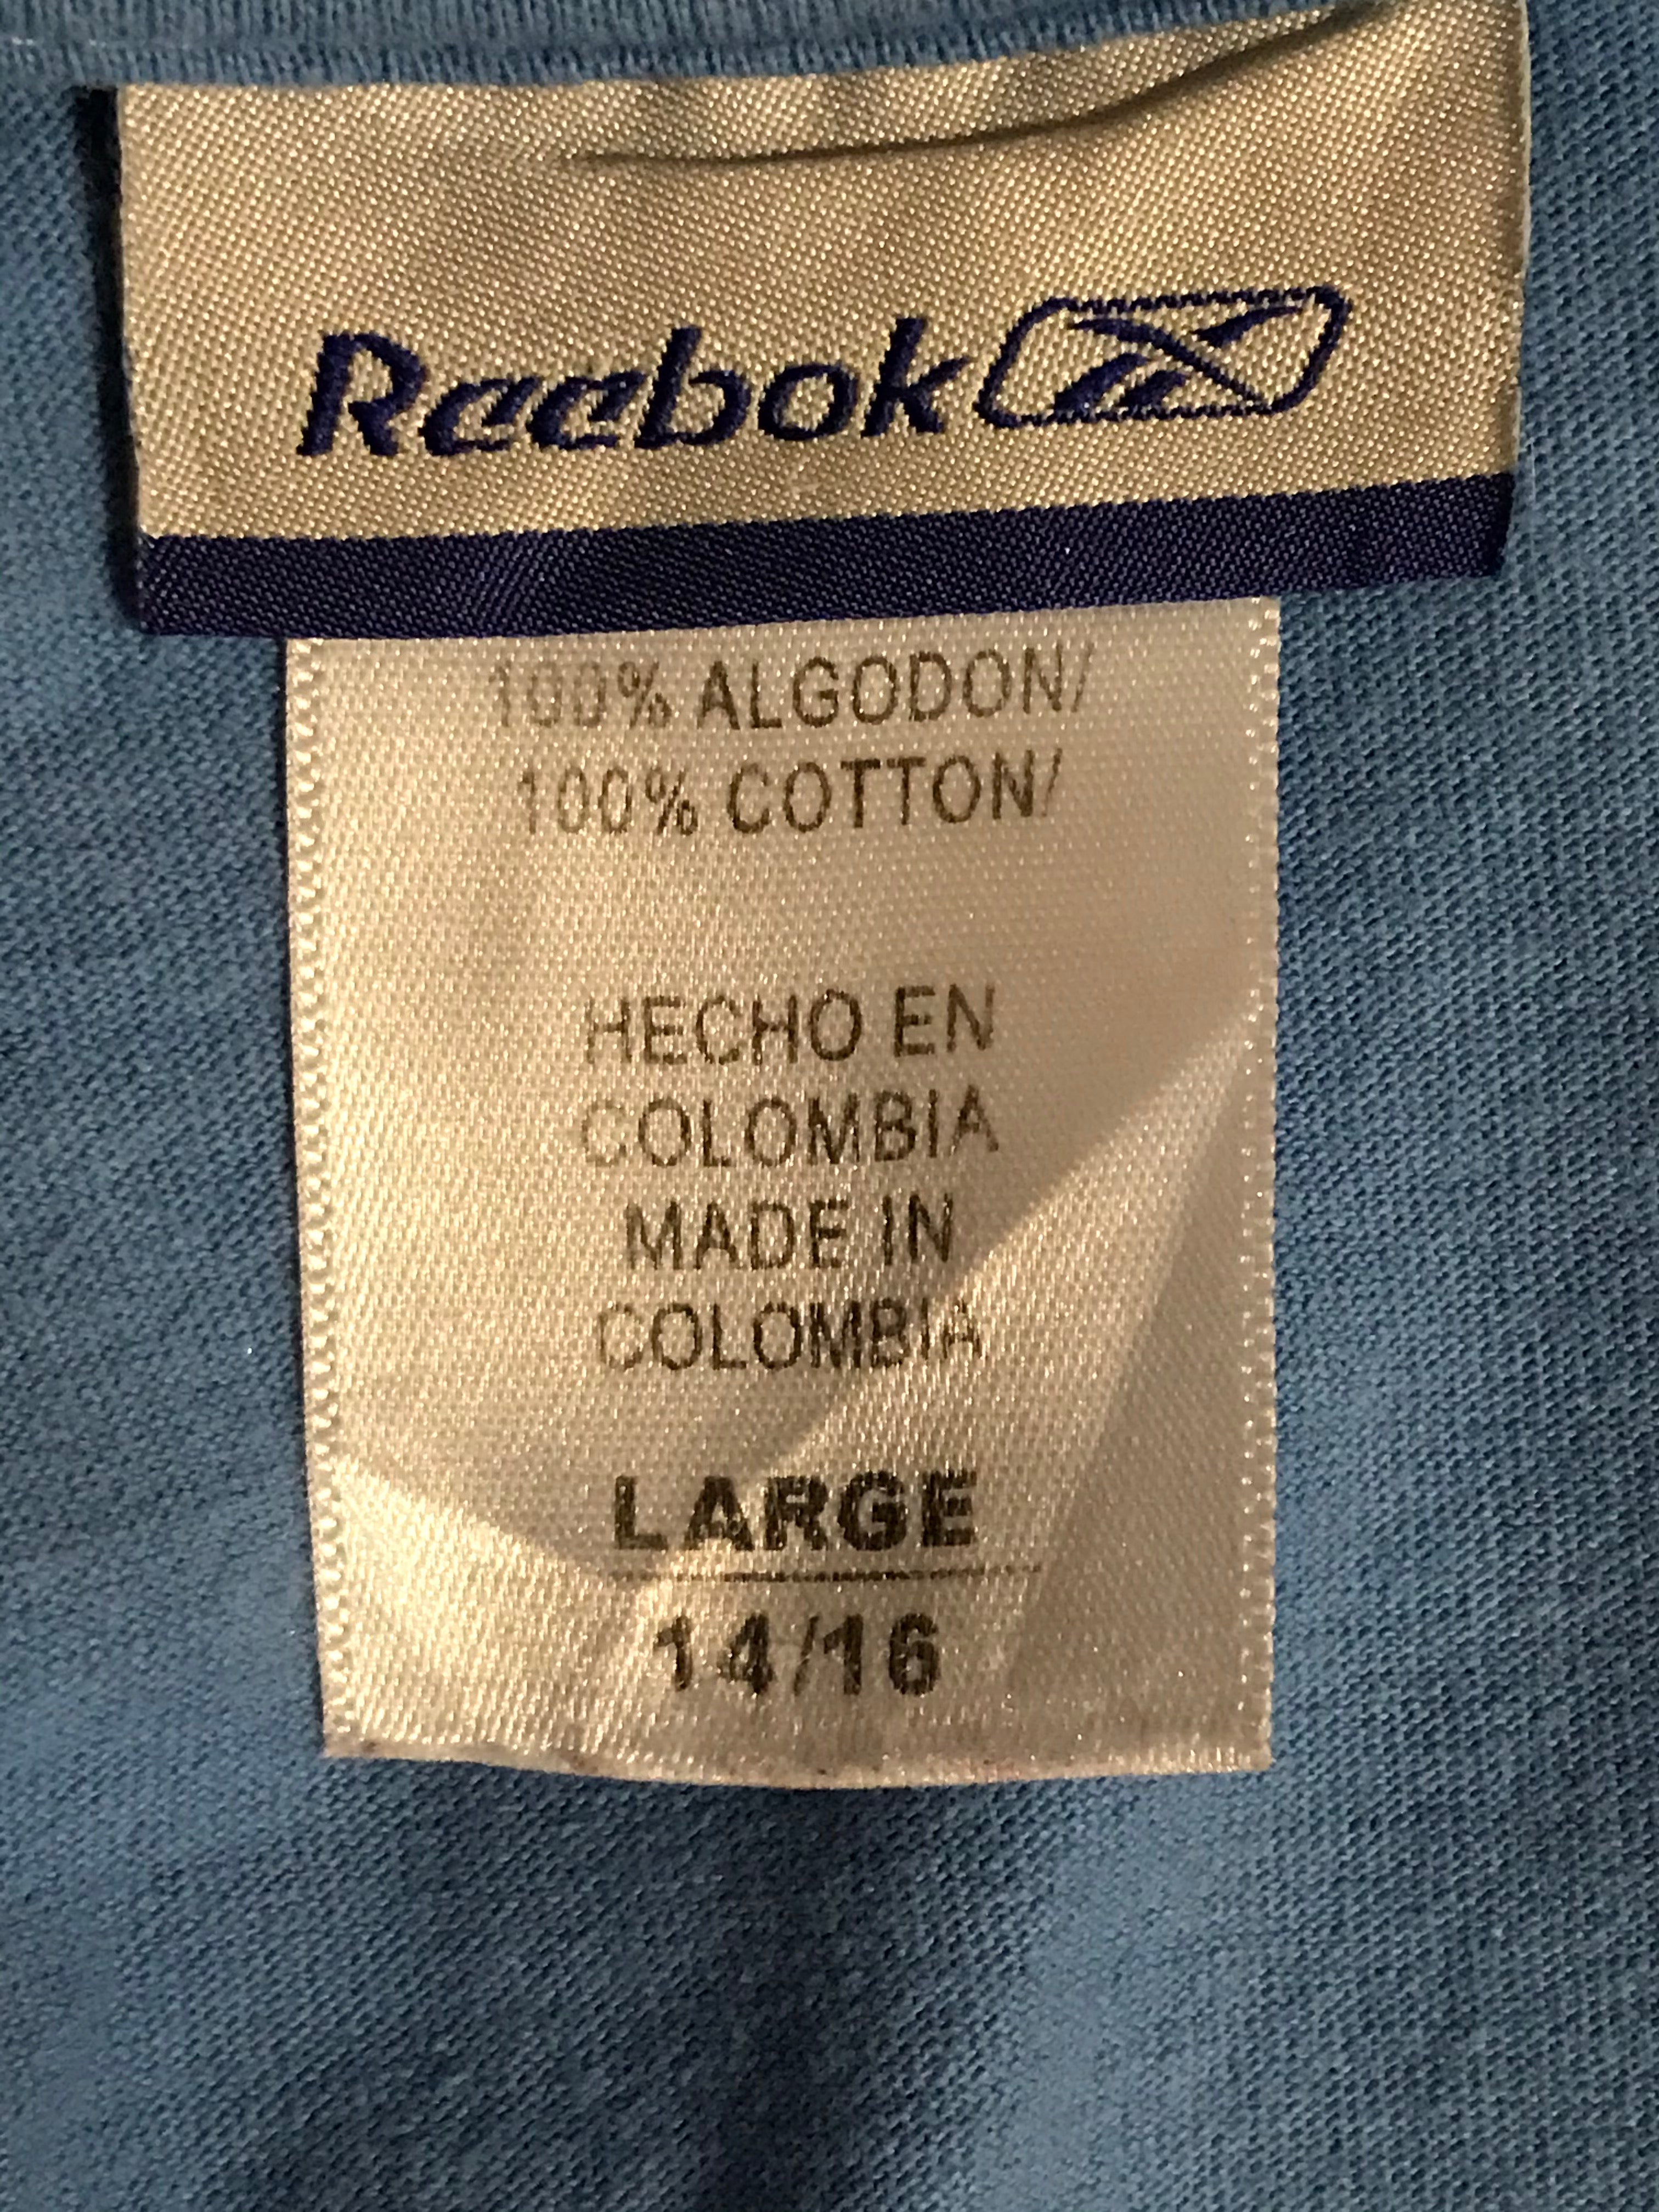 Reebok
100% ALGODON/
100% COTTON/
HECHO EN
COLOMBIA
MADE IN
COLOMBIA
LARGE
14/16